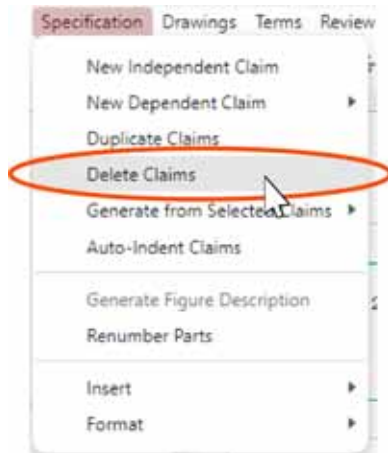 Specification Drawings Terms Review
New Independent Claim
New Dependent Claim
Duplicate Claims
Delete Claims
Generate from Selected Claims
Auto-Indent Claims
Generate Figure Description
Renumber Parts
Insert
Format